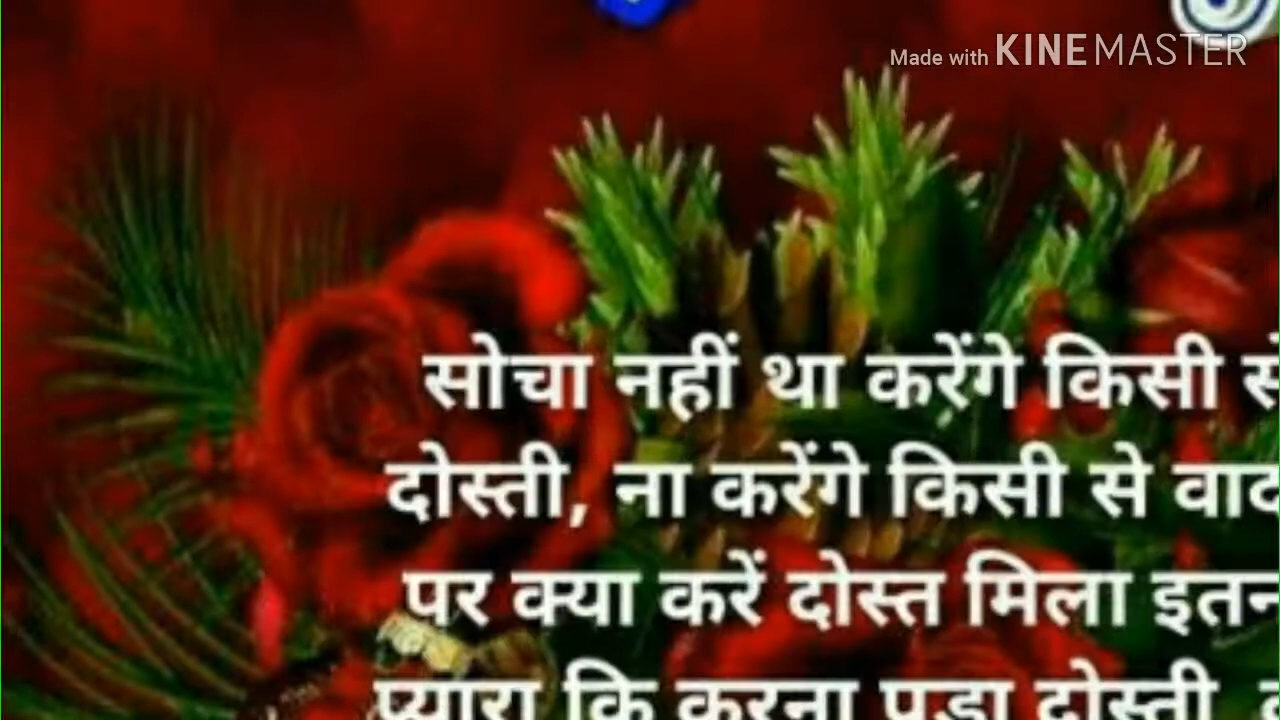 Made with KINEMASTER
सोचा नहीं था करेंगे किसी से
दोस्ती, ना करेंगे किसी से
पर क्या करें दोस्त मिला
प्यारा कि करना पड़ा दोस्ती